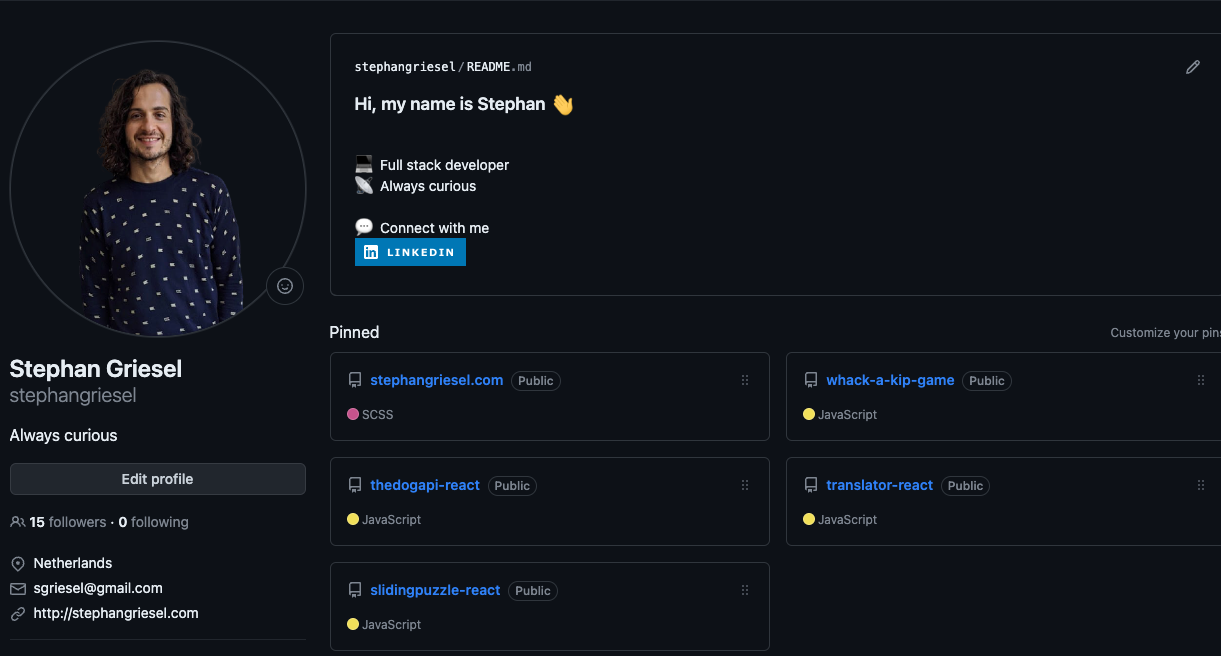 stephangriesel/README.md
Hi, my name is Stephan 👋
💻 Full stack developer
📡 Always curious
💬 Connect with me
LINKEDIN
Stephan Griesel
stephangriesel
Always curious
Edit profile
15 followers · 0 following
Netherlands
sgriesel@gmail.com
http://stephangriesel.com
Pinned
Customize your pins
stephangriesel.com Public
SCSS
whack-a-kip-game Public
JavaScript
thedogapi-react Public
JavaScript
translator-react Public
JavaScript
slidingpuzzle-react Public
JavaScript